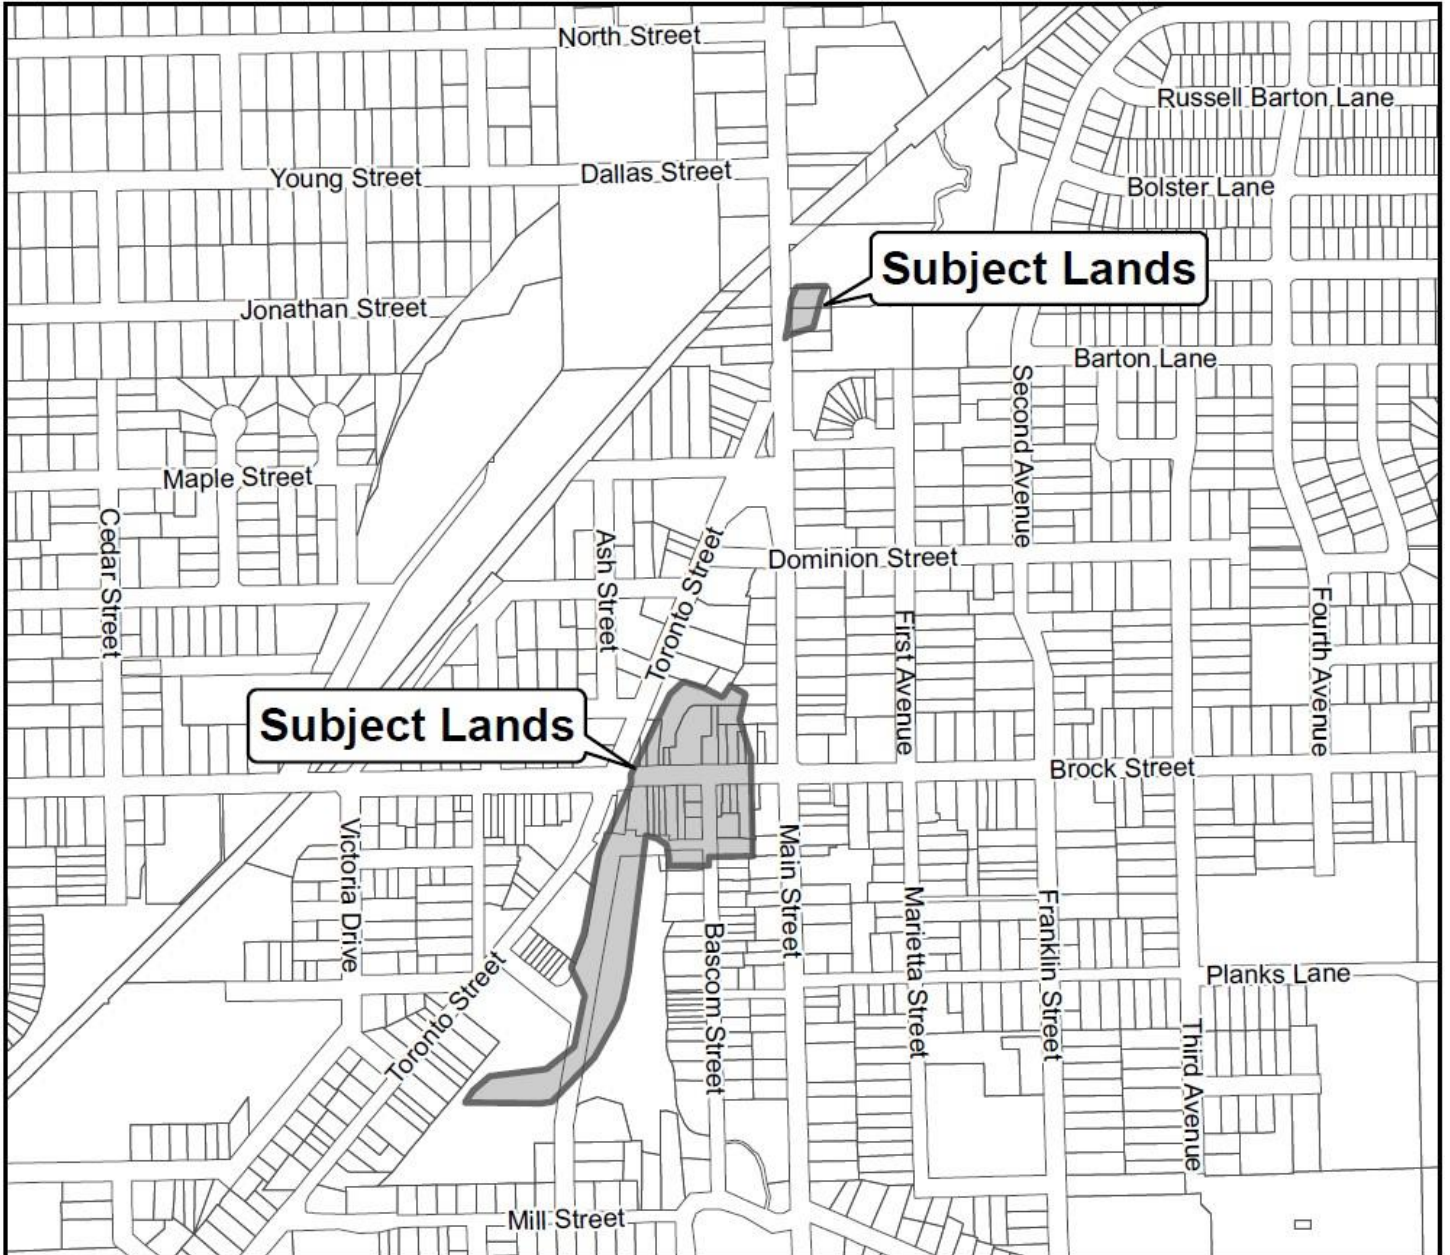 North Street
Russell Barton Lane
Young Street
Dallas Street
Bolster Lane
Subject Lands
Jonathan Street
Barton Lane
Second Avenue
Maple Street
Cedar Street
Ash Street
Toronto Street
Dominion Street
First Avenue
Fourth Avenue
Subject Lands
Brock Street
Victoria Drive
Main Street
Marietta Street
Franklin Street
Bascom Street
Toronto Street
Planks Lane
Third Avenue
Mill Street